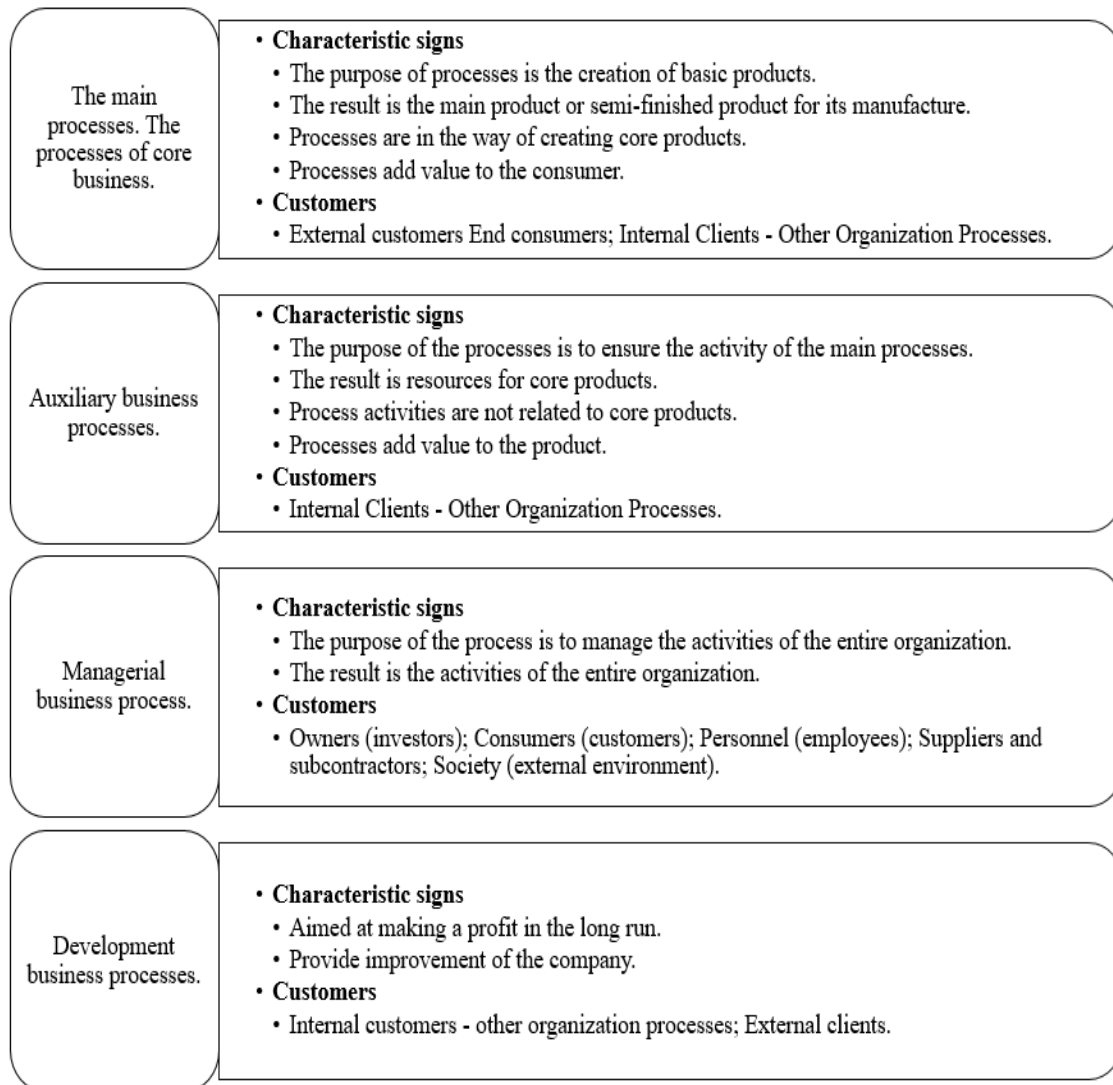 The main
processes. The
processes of core
business.
• Characteristic signs
• The purpose of processes is the creation of basic products.
• The result is the main product or semi-finished product for its manufacture.
• Processes are in the way of creating core products.
• Processes add value to the consumer.
• Customers
• External customers End consumers; Internal Clients - Other Organization Processes.
Auxiliary business
processes.
• Characteristic signs
• The purpose of the processes is to ensure the activity of the main processes.
• The result is resources for core products.
• Process activities are not related to core products.
• Processes add value to the product.
• Customers
• Internal Clients - Other Organization Processes.
Managerial
business process.
• Characteristic signs
• The purpose of the process is to manage the activities of the entire organization.
• The result is the activities of the entire organization.
• Customers
• Owners (investors); Consumers (customers); Personnel (employees); Suppliers and
subcontractors; Society (external environment).
Development
business processes.
• Characteristic signs
• Aimed at making a profit in the long run.
• Provide improvement of the company.
• Customers
• Internal customers - other organization processes; External clients.